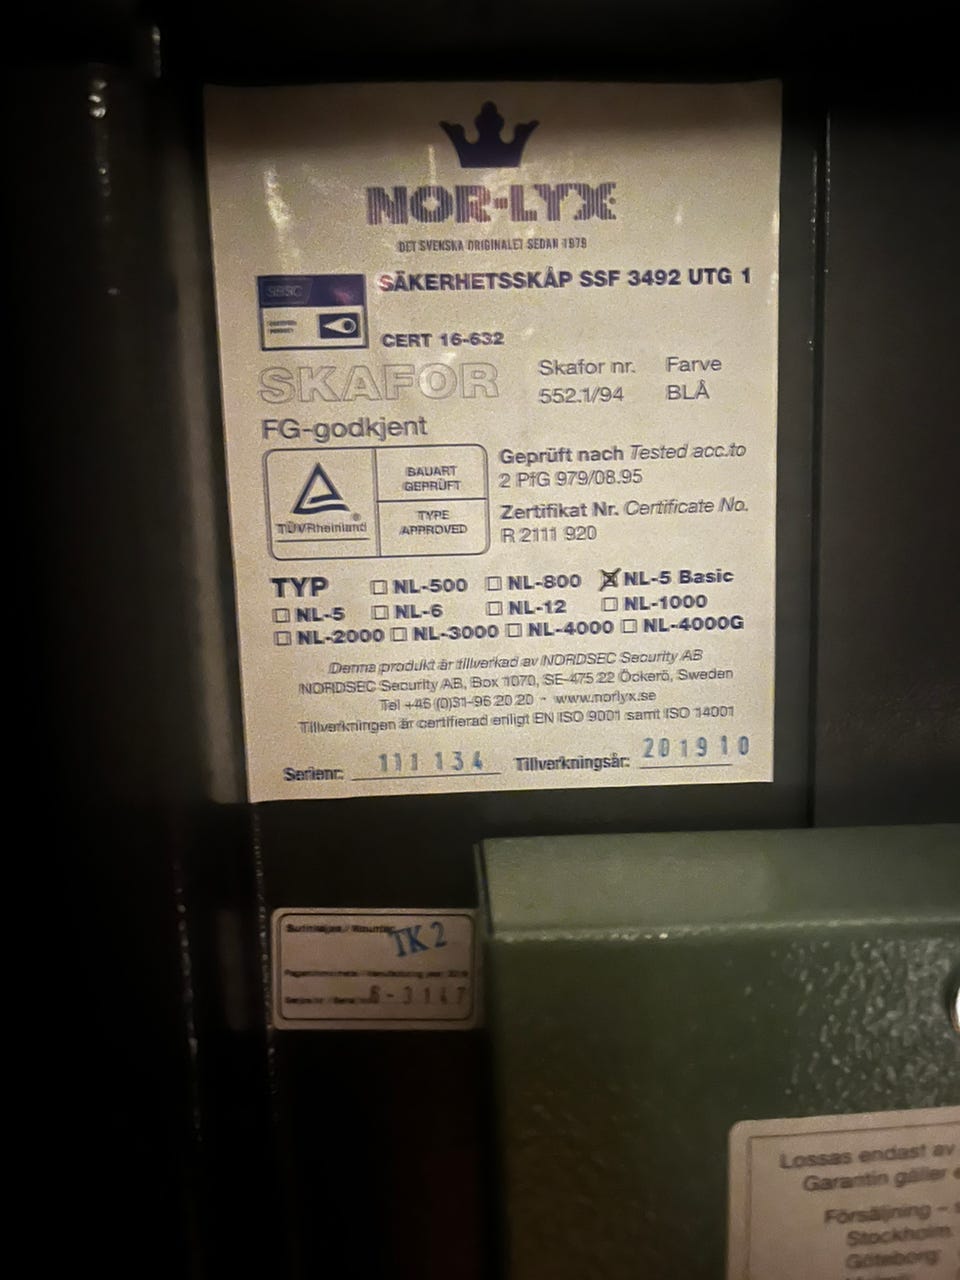 NOR-LYX
DET SVENSKA ORIGINALET SEDAN 1979
SBSC
SÄKERHETSSKÅP SSF 3492 UTG 1
CERT 16-632
SKAFOR
Skafor nr. Farve
552.1/94 BLÅ
FG-godkjent
TÜVRheinland®
BAUART
GEPRÜFT
TYPE
APPROVED
Geprüft nach Tested acc.to
2 PfG 979/08.95
Zertifikat Nr. Certificate No.
R 2111 920
TYP ☐ NL-500 ☐ NL-800 ☒ NL-5 Basic
☐ NL-5 ☐ NL-6 ☐ NL-12 ☐ NL-1000
☐ NL-2000 ☐ NL-3000 ☐ NL-4000 ☐ NL-4000G
Denna produkt är tillverkad av NORDSEC Security AB
NORDSEC Security AB, Box 1070, SE-475 22 Öckerö, Sweden
Tel +46 (0)31-96 20 20 - www.norlyx.se
Tillverkningen är certifierad enligt EN ISO 9001 samt ISO 14001
Serienr: 111 134 Tillverkningsår: 201910
TK 2
Lossas endast av
Garantin gäller
Försäljning -
Stockholm
Göteborg: